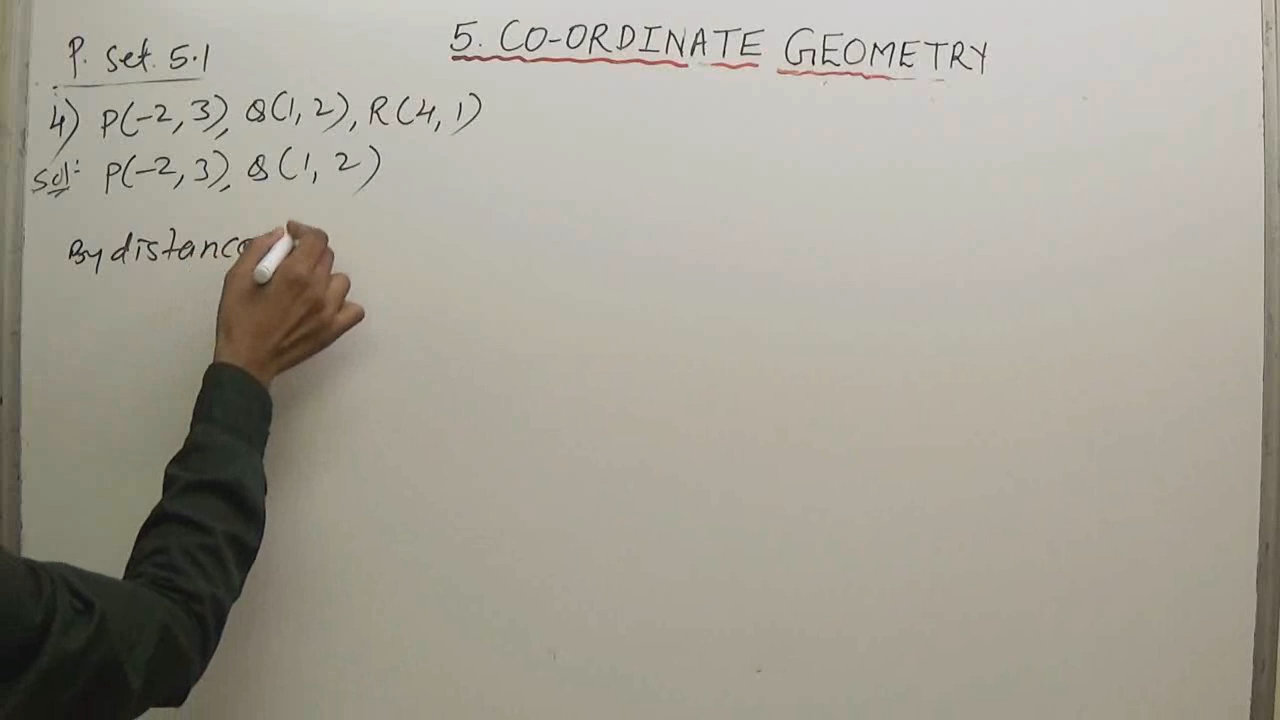 5. CO-ORDINATE GEOMETRY
P. Set. 5.1
4) P(-2, 3), Q(1, 2), R(4, 1)
Sol: P(-2, 3), Q(1, 2)
By distance